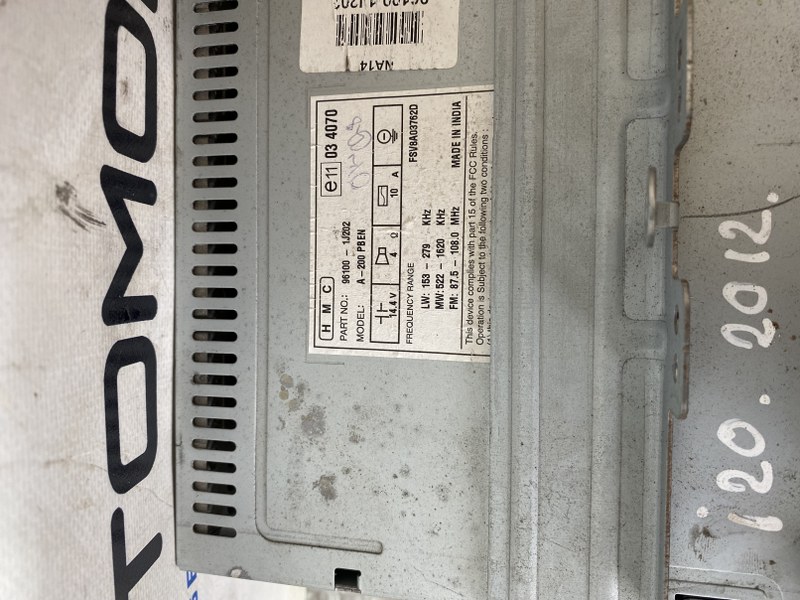 NA14
H M C
e11 03 4070
PART NO.: 96100 - 1J202
MODEL: A - 200 PBEN
14.4 V
4 Ω
10 A
FREQUENCY RANGE
FSV8A03762D
LW: 153 - 279 KHz
MW: 522 - 1620 KHz
FM: 87.5 - 108.0 MHz
MADE IN INDIA
This device complies with part 15 of the FCC Rules.
Operation is Subject to the following two conditions :
TOMO
i20. 2012.